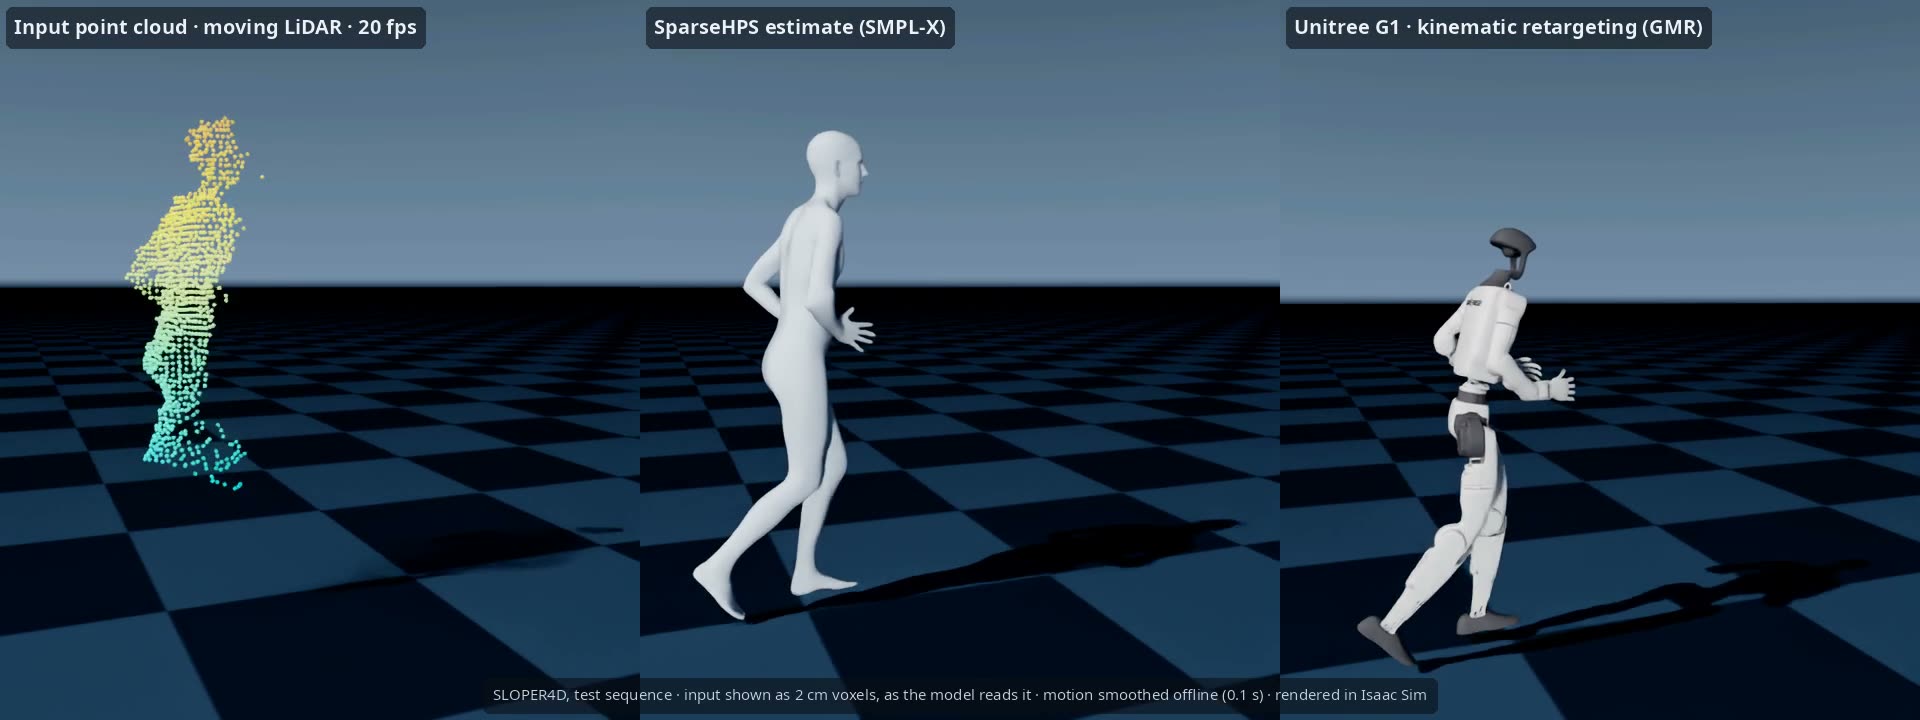 Input point cloud · moving LiDAR · 20 fps
SparseHPS estimate (SMPL-X)
Unitree G1 · kinematic retargeting (GMR)
SLOPER4D, test sequence · input shown as 2 cm voxels, as the model reads it · motion smoothed offline (0.1 s) · rendered in Isaac Sim